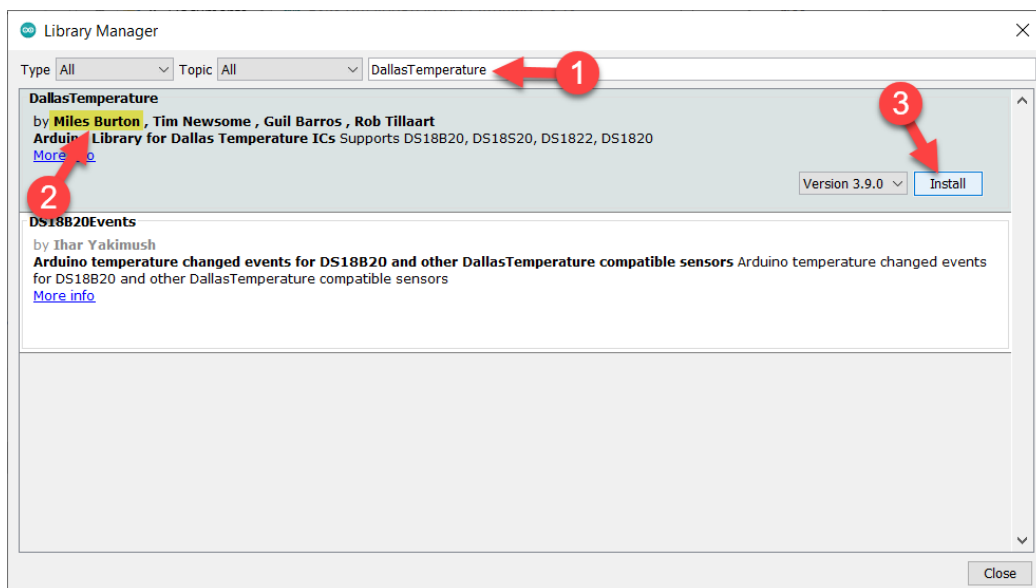 Library Manager
Type All Topic All DallasTemperature 1
DallasTemperature 3
by Miles Burton , Tim Newsome , Guil Barros , Rob Tillaart
Arduino Library for Dallas Temperature ICs Supports DS18B20, DS18S20, DS1822, DS1820
More info
2 Version 3.9.0 Install
DS18B20Events
by Ihar Yakimush
Arduino temperature changed events for DS18B20 and other DallasTemperature compatible sensors Arduino temperature changed events
for DS18B20 and other DallasTemperature compatible sensors
More info
Close